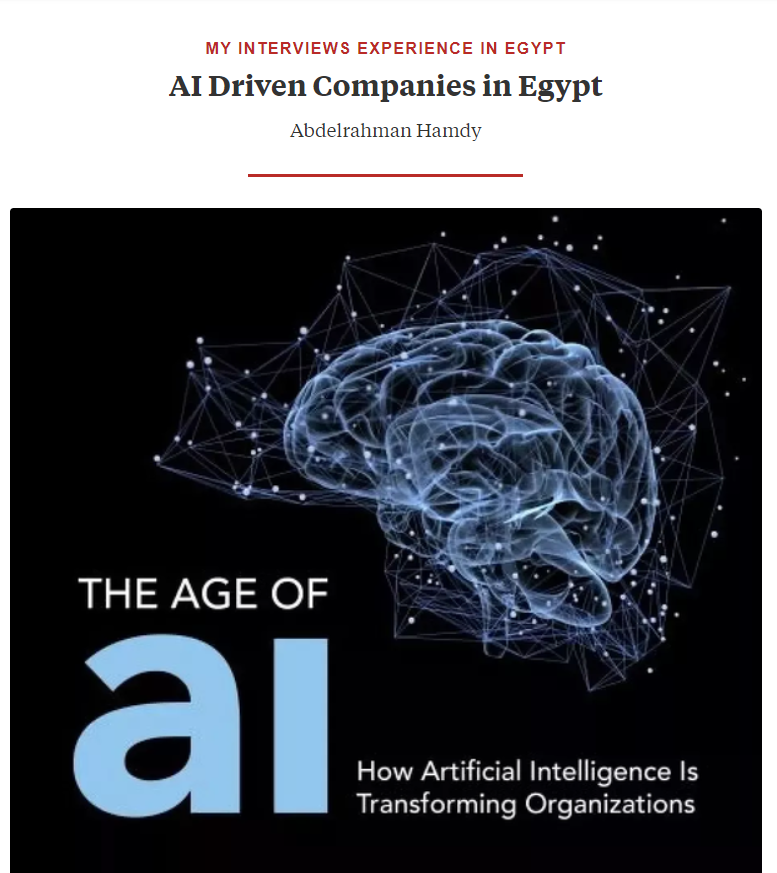 MY INTERVIEWS EXPERIENCE IN EGYPT
AI Driven Companies in Egypt
Abdelrahman Hamdy
THE AGE OF
aı
How Artificial Intelligence Is
Transforming Organizations